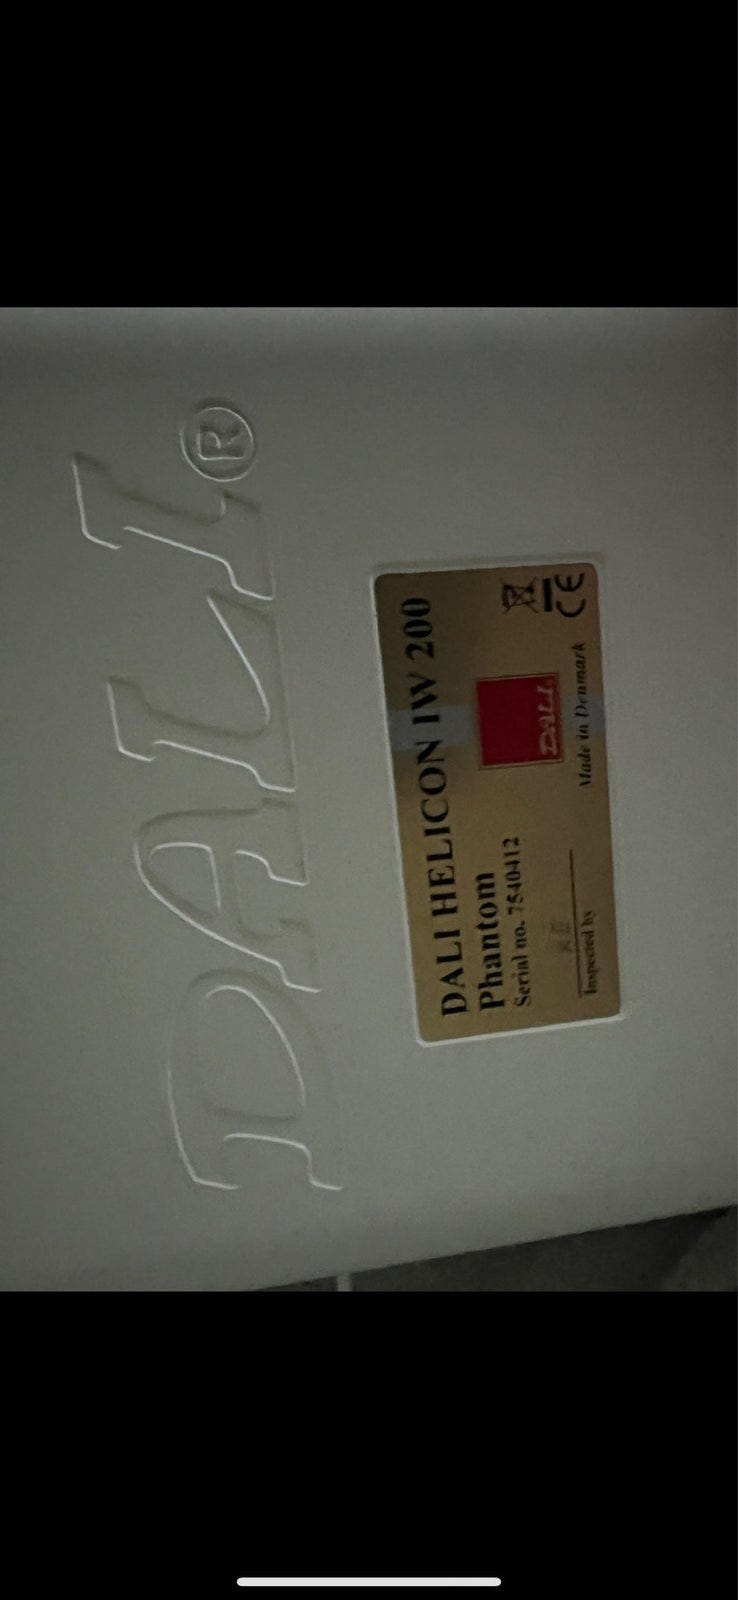 DALI®
DALI HELICON IW 200
Phantom
Serial no. 7540412
DALI
Inspected by
Made in Denmark
CE